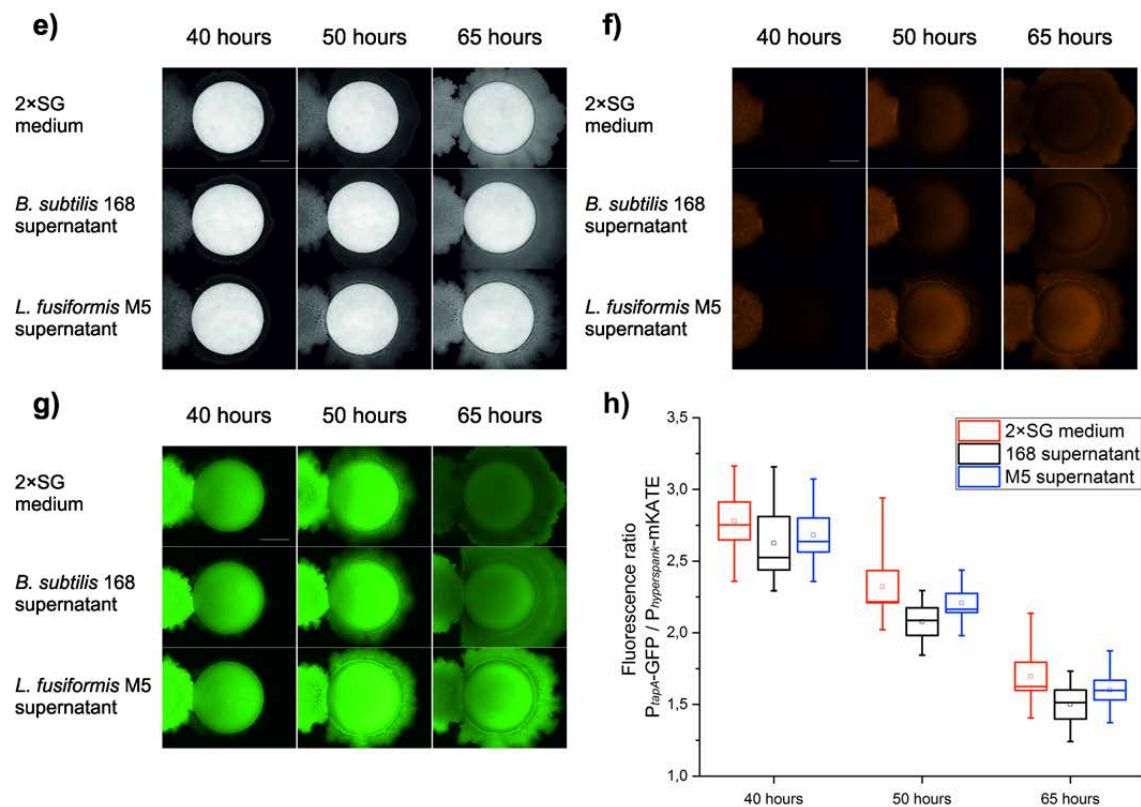 e)
40 hours 50 hours 65 hours
2×SG
medium
B. subtilis 168
supernatant
L. fusiformis M5
supernatant
f)
40 hours 50 hours 65 hours
2×SG
medium
B. subtilis 168
supernatant
L. fusiformis M5
supernatant
g)
40 hours 50 hours 65 hours
2×SG
medium
B. subtilis 168
supernatant
L. fusiformis M5
supernatant
h)
Fluorescence ratio
PtapA-GFP / Phyperspank-mKATE
3,5
3,0
2,5
2,0
1,5
1,0
2×SG medium
168 supernatant
M5 supernatant
40 hours 50 hours 65 hours